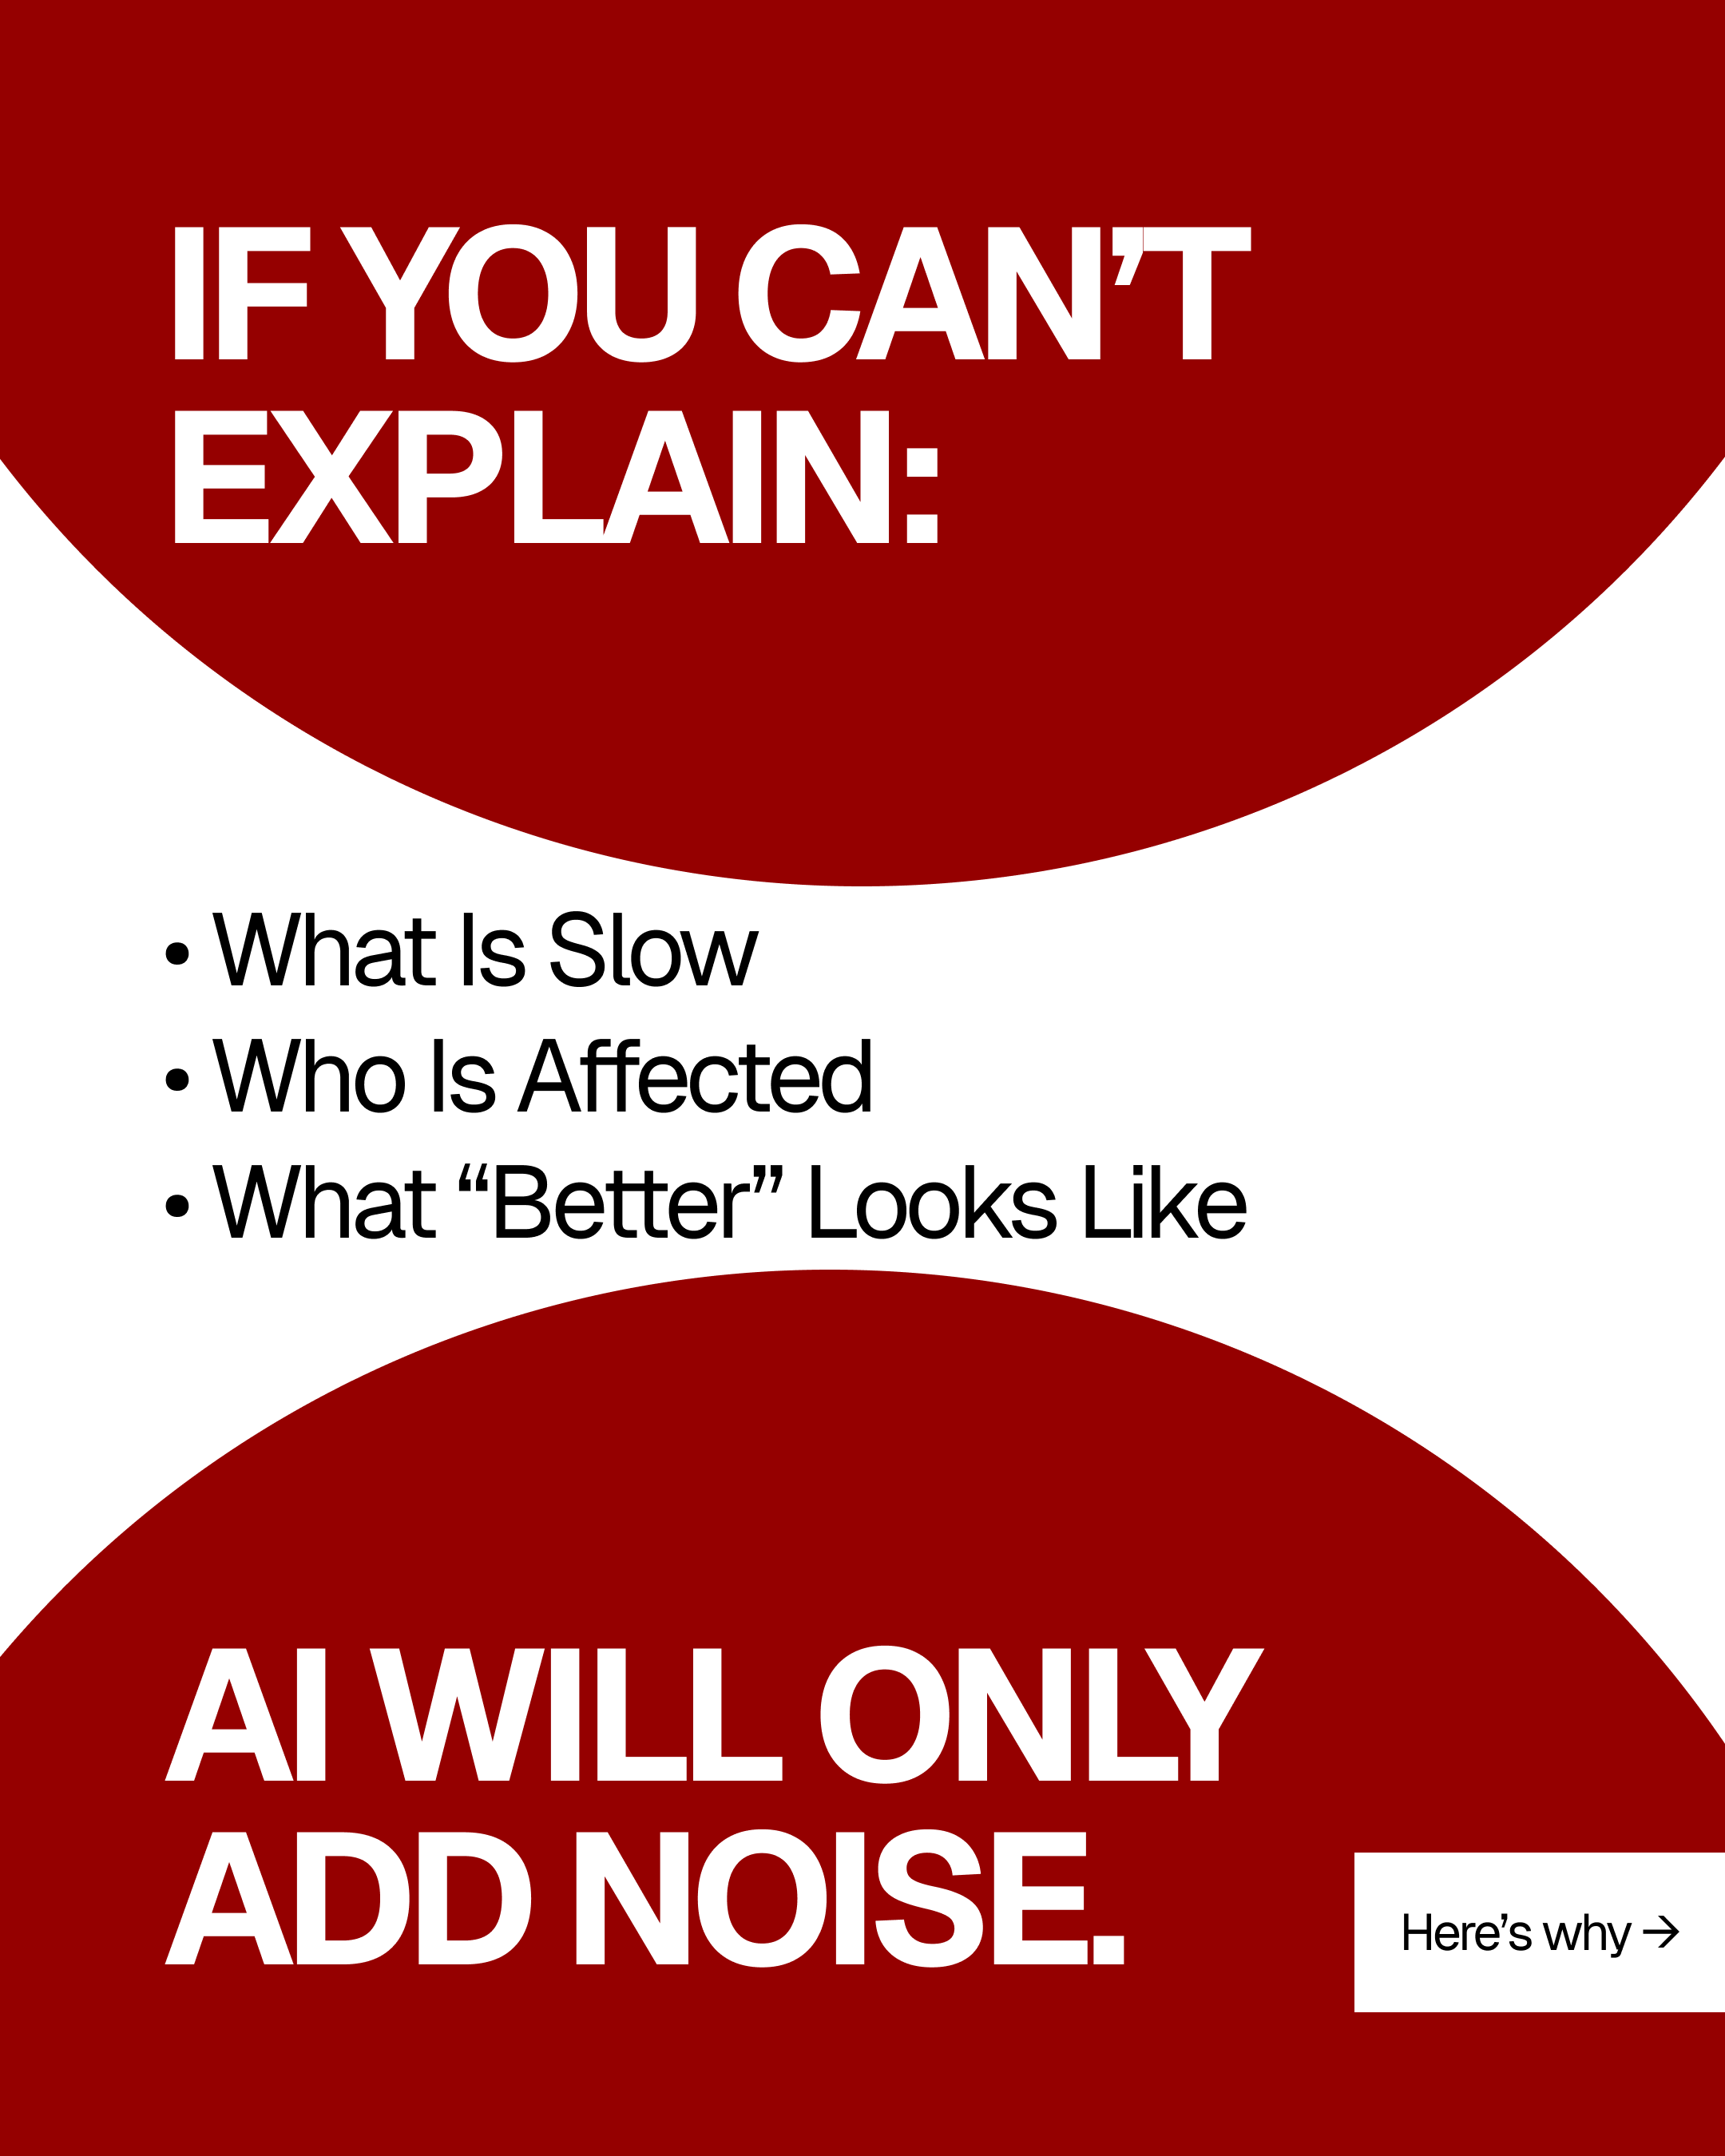 IF YOU CAN’T
EXPLAIN:
• What Is Slow
• Who Is Affected
• What “Better” Looks Like
AI WILL ONLY
ADD NOISE.
Here’s why →